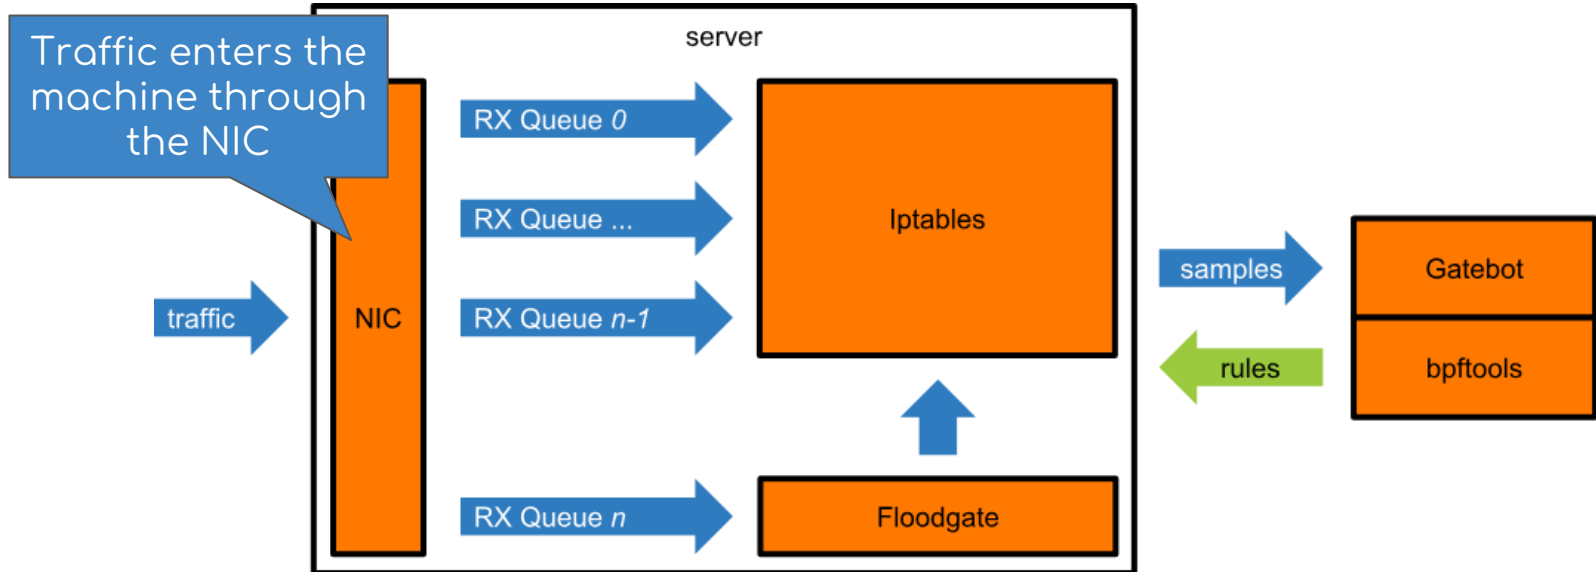 Traffic enters the
machine through
the NIC
server
RX Queue 0
RX Queue ...
Iptables
samples
Gatebot
traffic
NIC
RX Queue n-1
rules
bpftools
RX Queue n
Floodgate